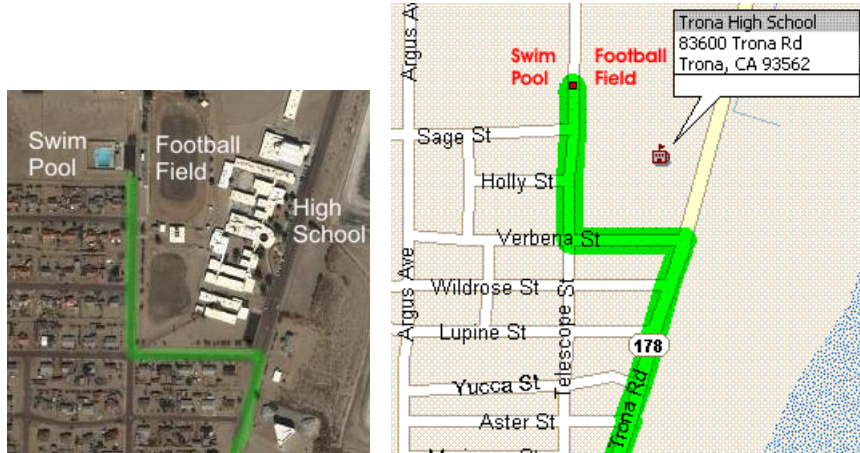 Swim
Pool
Football
Field
High
School
Argus Av
Swim
Pool
Football
Field
Trona High School
83600 Trona Rd
Trona, CA 93562
Sage St
Holly St
Verbena St
Argus Ave
Wildrose St
Telescope St
Lupine St
178
Trona Rd
Yucca St
Aster St